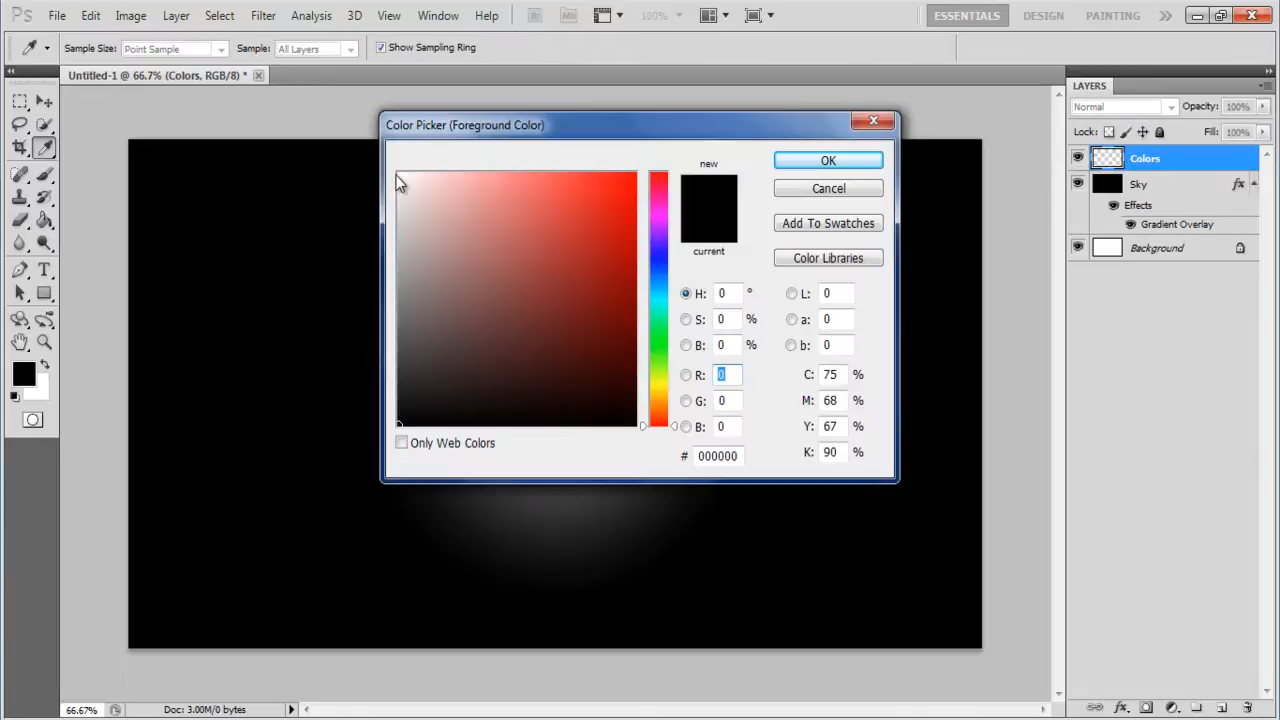 Ps File Edit Image Layer Select Filter Analysis 3D View Window Help Br Mb 100% ESSENTIALS DESIGN PAINTING
Sample Size: Point Sample Sample: All Layers Show Sampling Ring
Untitled-1 @ 66.7% (Colors, RGB/8) *
LAYERS
Normal Opacity: 100%
Lock: Fill: 100%
Colors
Sky fx
Effects
Gradient Overlay
Background
Color Picker (Foreground Color)
new
current
OK
Cancel
Add To Swatches
Color Libraries
H: 0 ° L: 0
S: 0 % a: 0
B: 0 % b: 0
R: 0 C: 75 %
G: 0 M: 68 %
B: 0 Y: 67 %
# 000000 K: 90 %
Only Web Colors
T
66.67% Doc: 3.00M/0 bytes
fx